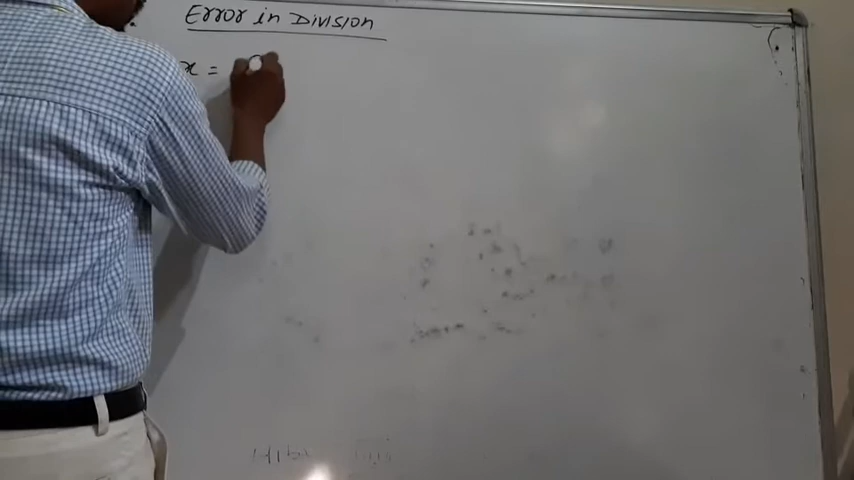 Error in Division
x =